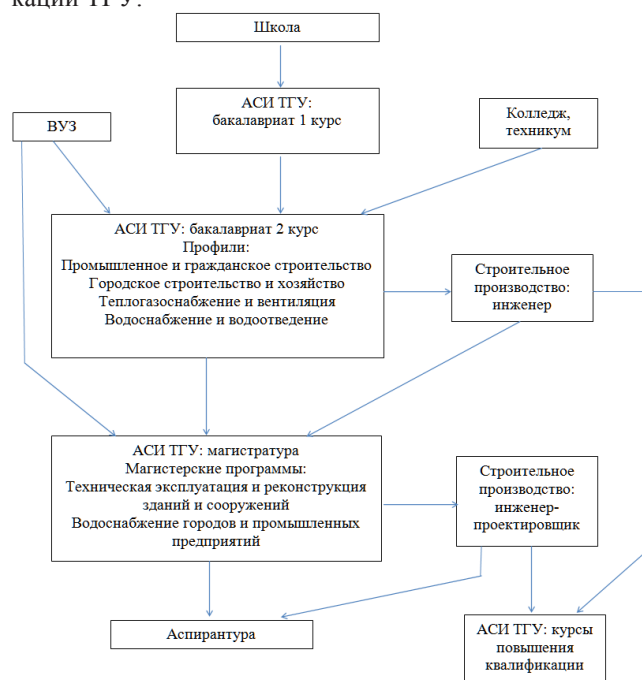 кации ТГУ.
Школа
АСИ ТГУ:
бакалавриат 1 курс
ВУЗ
Колледж,
техникум
АСИ ТГУ: бакалавриат 2 курс
Профили:
Промышленное и гражданское строительство
Городское строительство и хозяйство
Теплогазоснабжение и вентиляция
Водоснабжение и водоотведение
Строительное
производство:
инженер
АСИ ТГУ: магистратура
Магистерские программы:
Техническая эксплуатация и реконструкция
зданий и сооружений
Водоснабжение городов и промышленных
предприятий
Строительное
производство:
инженер-
проектировщик
Аспирантура
АСИ ТГУ: курсы
повышения
квалификации